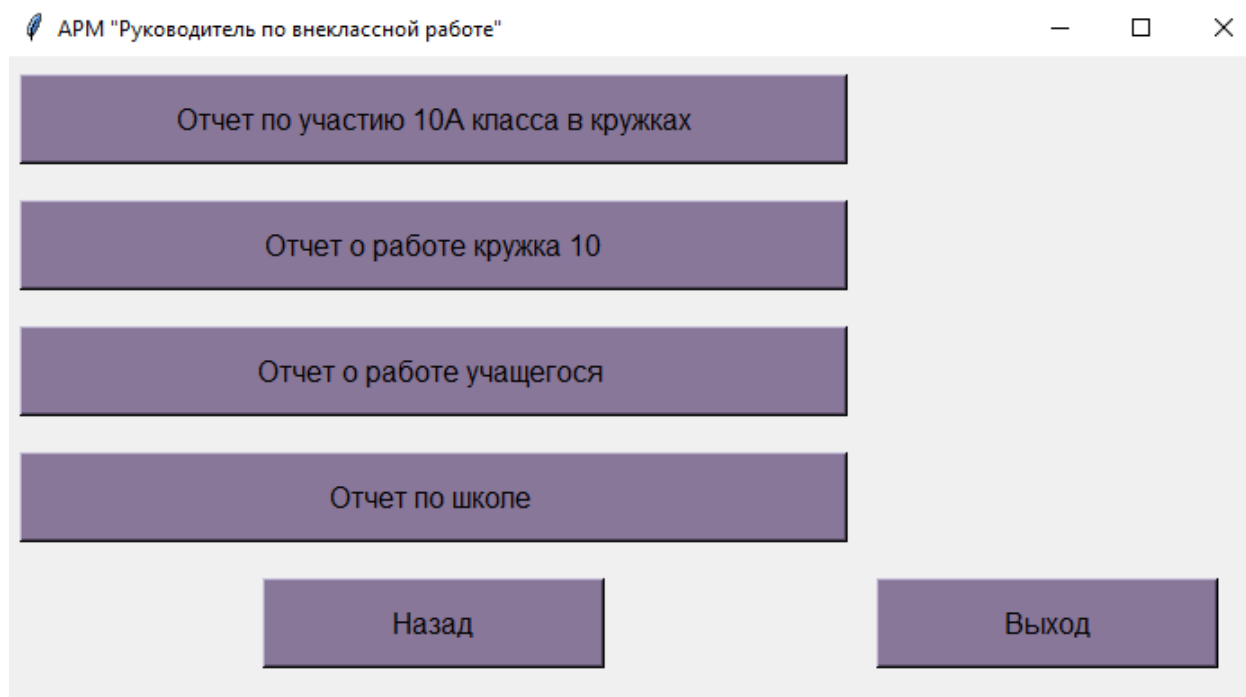 АРМ "Руководитель по внеклассной работе"
Отчет по участию 10А класса в кружках
Отчет о работе кружка 10
Отчет о работе учащегося
Отчет по школе
Назад
Выход